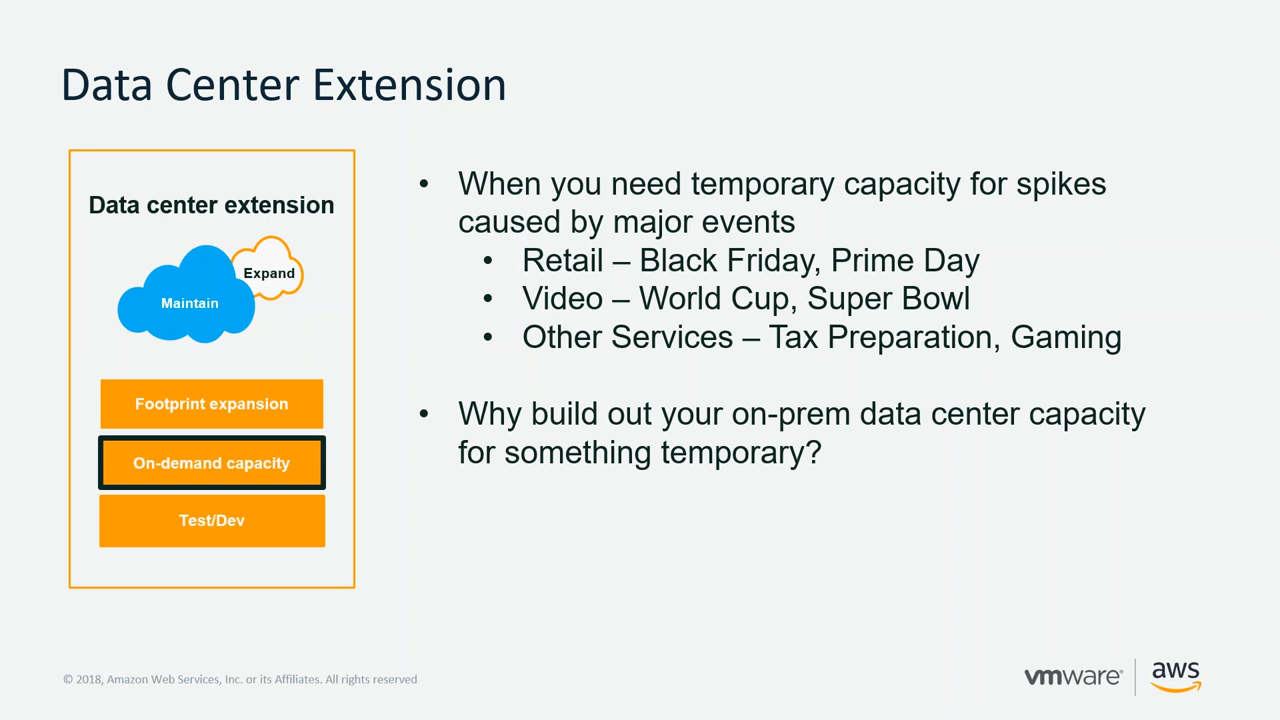 Data Center Extension
Data center extension
Expand
Maintain
Footprint expansion
On-demand capacity
Test/Dev
• When you need temporary capacity for spikes
caused by major events
• Retail – Black Friday, Prime Day
• Video – World Cup, Super Bowl
• Other Services – Tax Preparation, Gaming
• Why build out your on-prem data center capacity
for something temporary?
© 2018, Amazon Web Services, Inc. or its Affiliates. All rights reserved
vmware®
aws